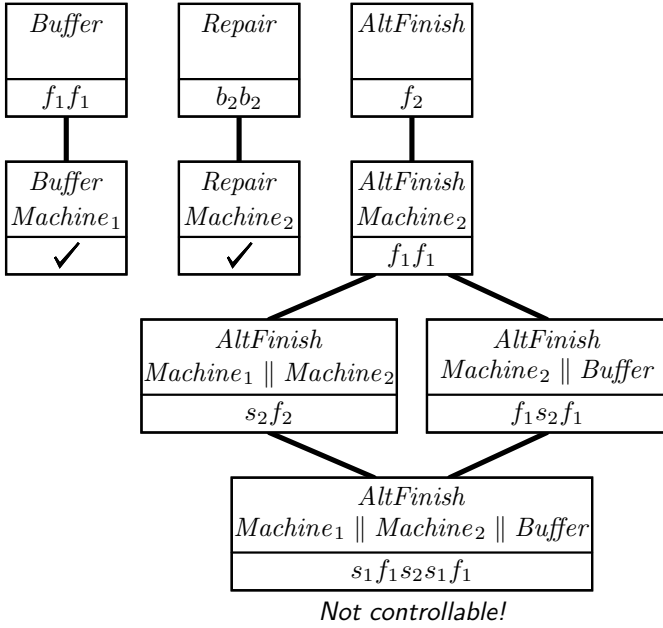 Buffer
f₁f₁
Repair
b₂b₂
AltFinish
f₂
Buffer
Machine₁
✓
Repair
Machine₂
✓
AltFinish
Machine₂
f₁f₁
AltFinish
Machine₁ ∥ Machine₂
s₂f₂
AltFinish
Machine₂ ∥ Buffer
f₁s₂f₁
AltFinish
Machine₁ ∥ Machine₂ ∥ Buffer
s₁f₁s₂s₁f₁
Not controllable!